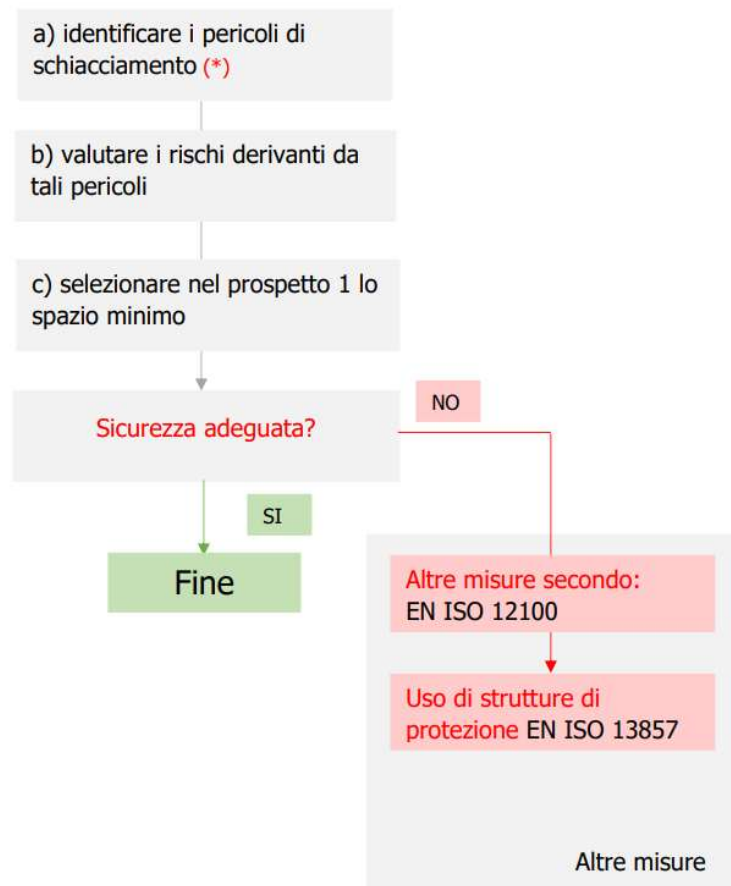 a) identificare i pericoli di
schiacciamento (*)
b) valutare i rischi derivanti da
tali pericoli
c) selezionare nel prospetto 1 lo
spazio minimo
Sicurezza adeguata?
NO
SI
Fine
Altre misure secondo:
EN ISO 12100
Uso di strutture di
protezione EN ISO 13857
Altre misure